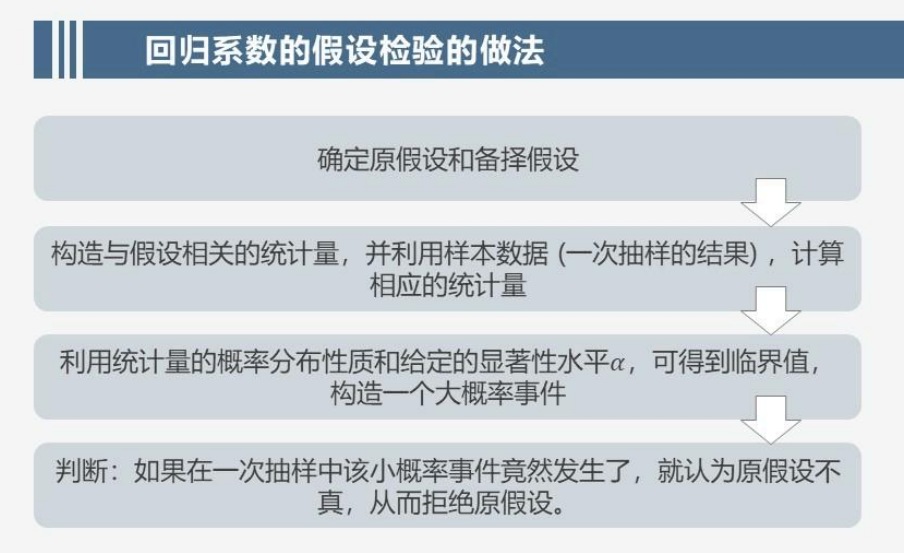 回归系数的假设检验的做法
确定原假设和备择假设
构造与假设相关的统计量，并利用样本数据 (一次抽样的结果) ，计算
相应的统计量
利用统计量的概率分布性质和给定的显著性水平α，可得到临界值，
构造一个大概率事件
判断：如果在一次抽样中该小概率事件竟然发生了，就认为原假设不
真，从而拒绝原假设。